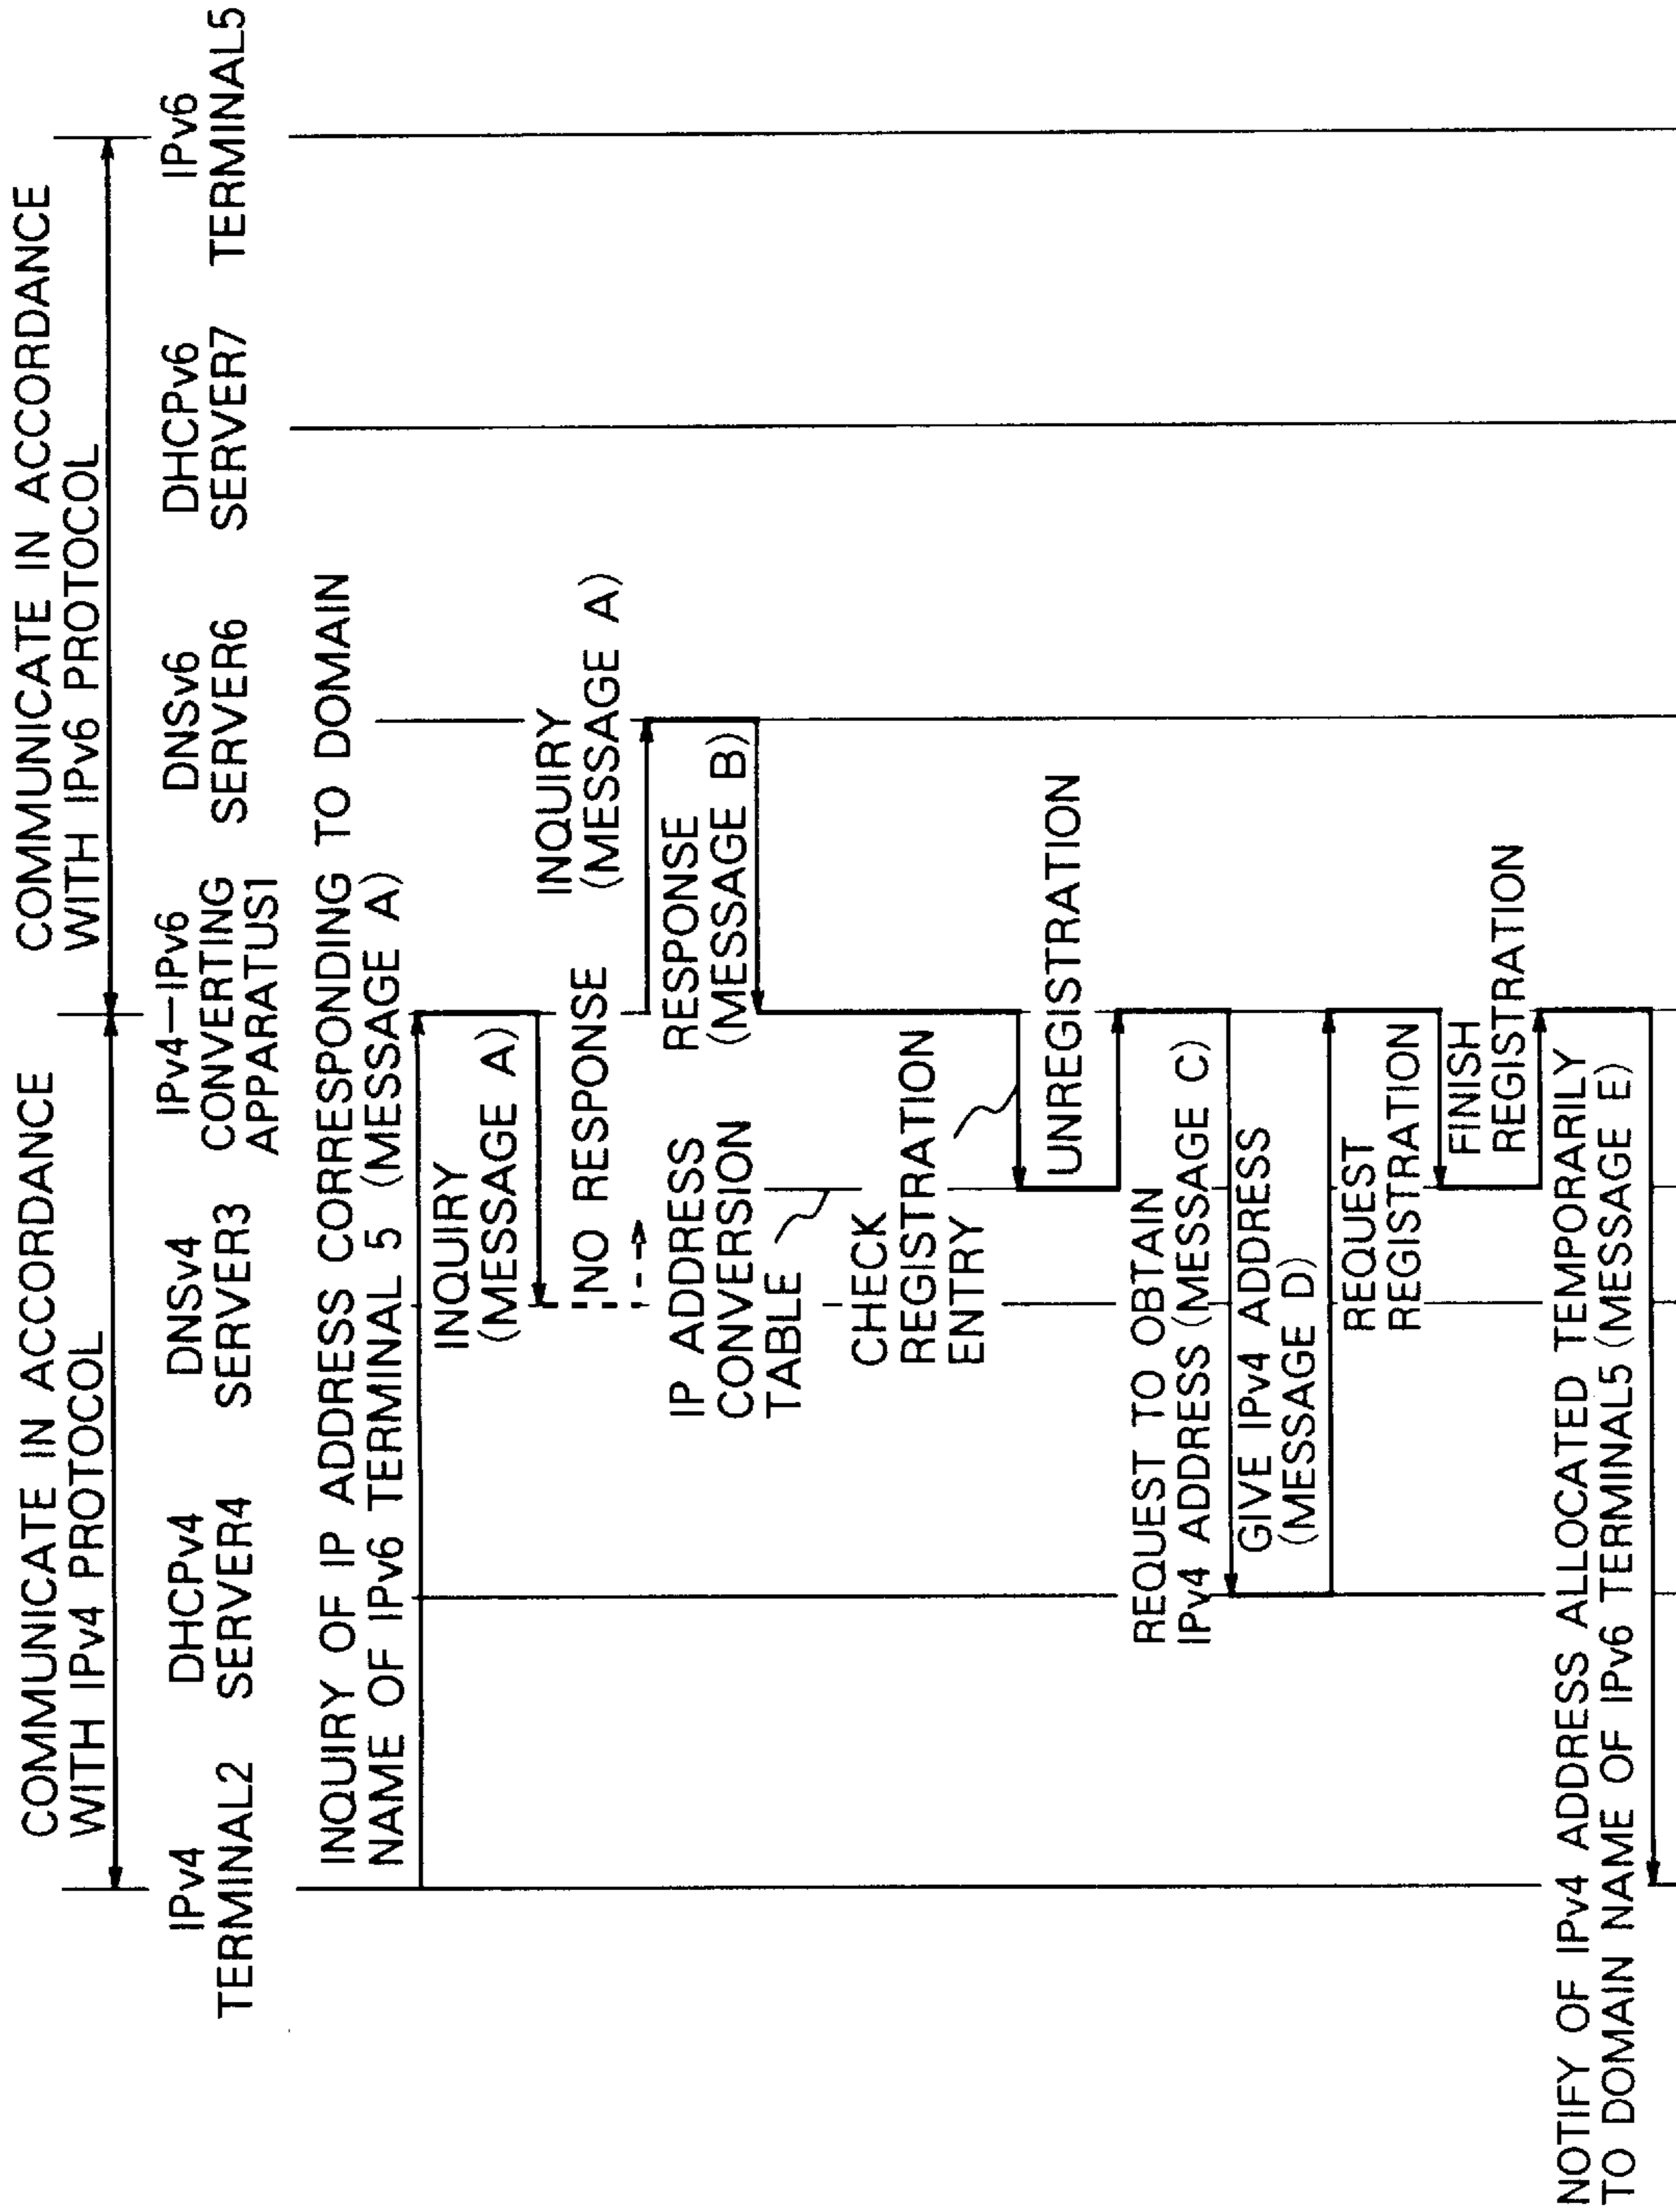 COMMUNICATE IN ACCORDANCE
WITH IPv4 PROTOCOL
COMMUNICATE IN ACCORDANCE
WITH IPv6 PROTOCOL
IPv4
TERMINAL2
DHCPv4
SERVER4
DNSv4
SERVER3
IPv4-IPv6
CONVERTING
APPARATUS1
DNSv6
SERVER6
DHCPv6
SERVER7
IPv6
TERMINAL5
INQUIRY OF IP ADDRESS CORRESPONDING TO DOMAIN
NAME OF IPv6 TERMINAL 5 (MESSAGE A)
INQUIRY
(MESSAGE A)
NO RESPONSE
INQUIRY
(MESSAGE A)
RESPONSE
(MESSAGE B)
IP ADDRESS
CONVERSION
TABLE
CHECK
REGISTRATION
ENTRY
UNREGISTRATION
REQUEST TO OBTAIN
IPv4 ADDRESS (MESSAGE C)
GIVE IPv4 ADDRESS
(MESSAGE D)
REQUEST
REGISTRATION
FINISH
REGISTRATION
NOTIFY OF IPv4 ADDRESS ALLOCATED TEMPORARILY
TO DOMAIN NAME OF IPv6 TERMINAL5 (MESSAGE E)